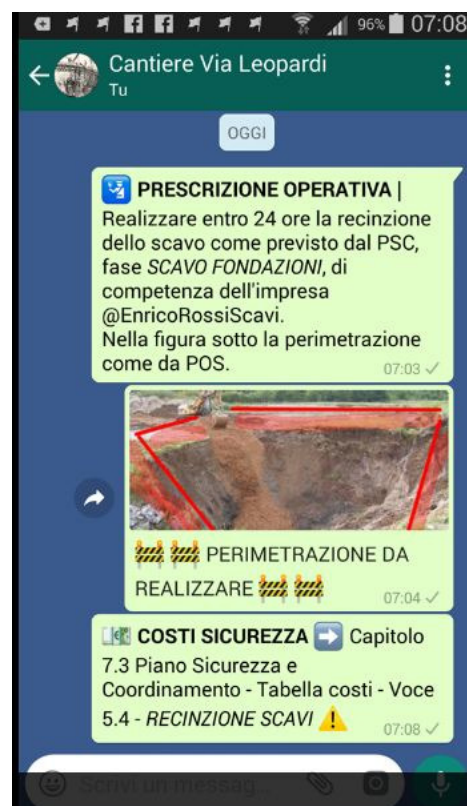 96% 07:08
Cantiere Via Leopardi
Tu
OGGI
PRESCRIZIONE OPERATIVA |
Realizzare entro 24 ore la recinzione
dello scavo come previsto dal PSC,
fase SCAVO FONDAZIONI, di
competenza dell'impresa
@EnricoRossiScavi.
Nella figura sotto la perimetrazione
come da POS.
07:03
PERIMETRAZIONE DA
REALIZZARE
07:04
COSTI SICUREZZA Capitolo
7.3 Piano Sicurezza e
Coordinamento - Tabella costi - Voce
5.4 - RECINZIONE SCAVI
07:08
Scrivi un messag...